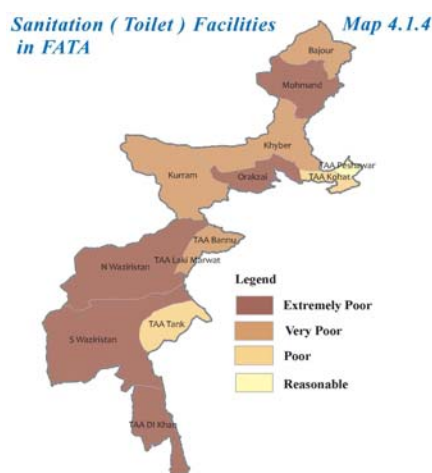 Sanitation ( Toilet ) Facilities
in FATA
Map 4.1.4
Bajour
Mohmand
Khyber
TAA Peshawar
TAA Kohat
Orakzai
Kurram
TAA Bannu
TAA Laki Marwat
N Waziristan
TAA Tank
S Waziristan
TAA DI Khan
Legend
Extremely Poor
Very Poor
Poor
Reasonable